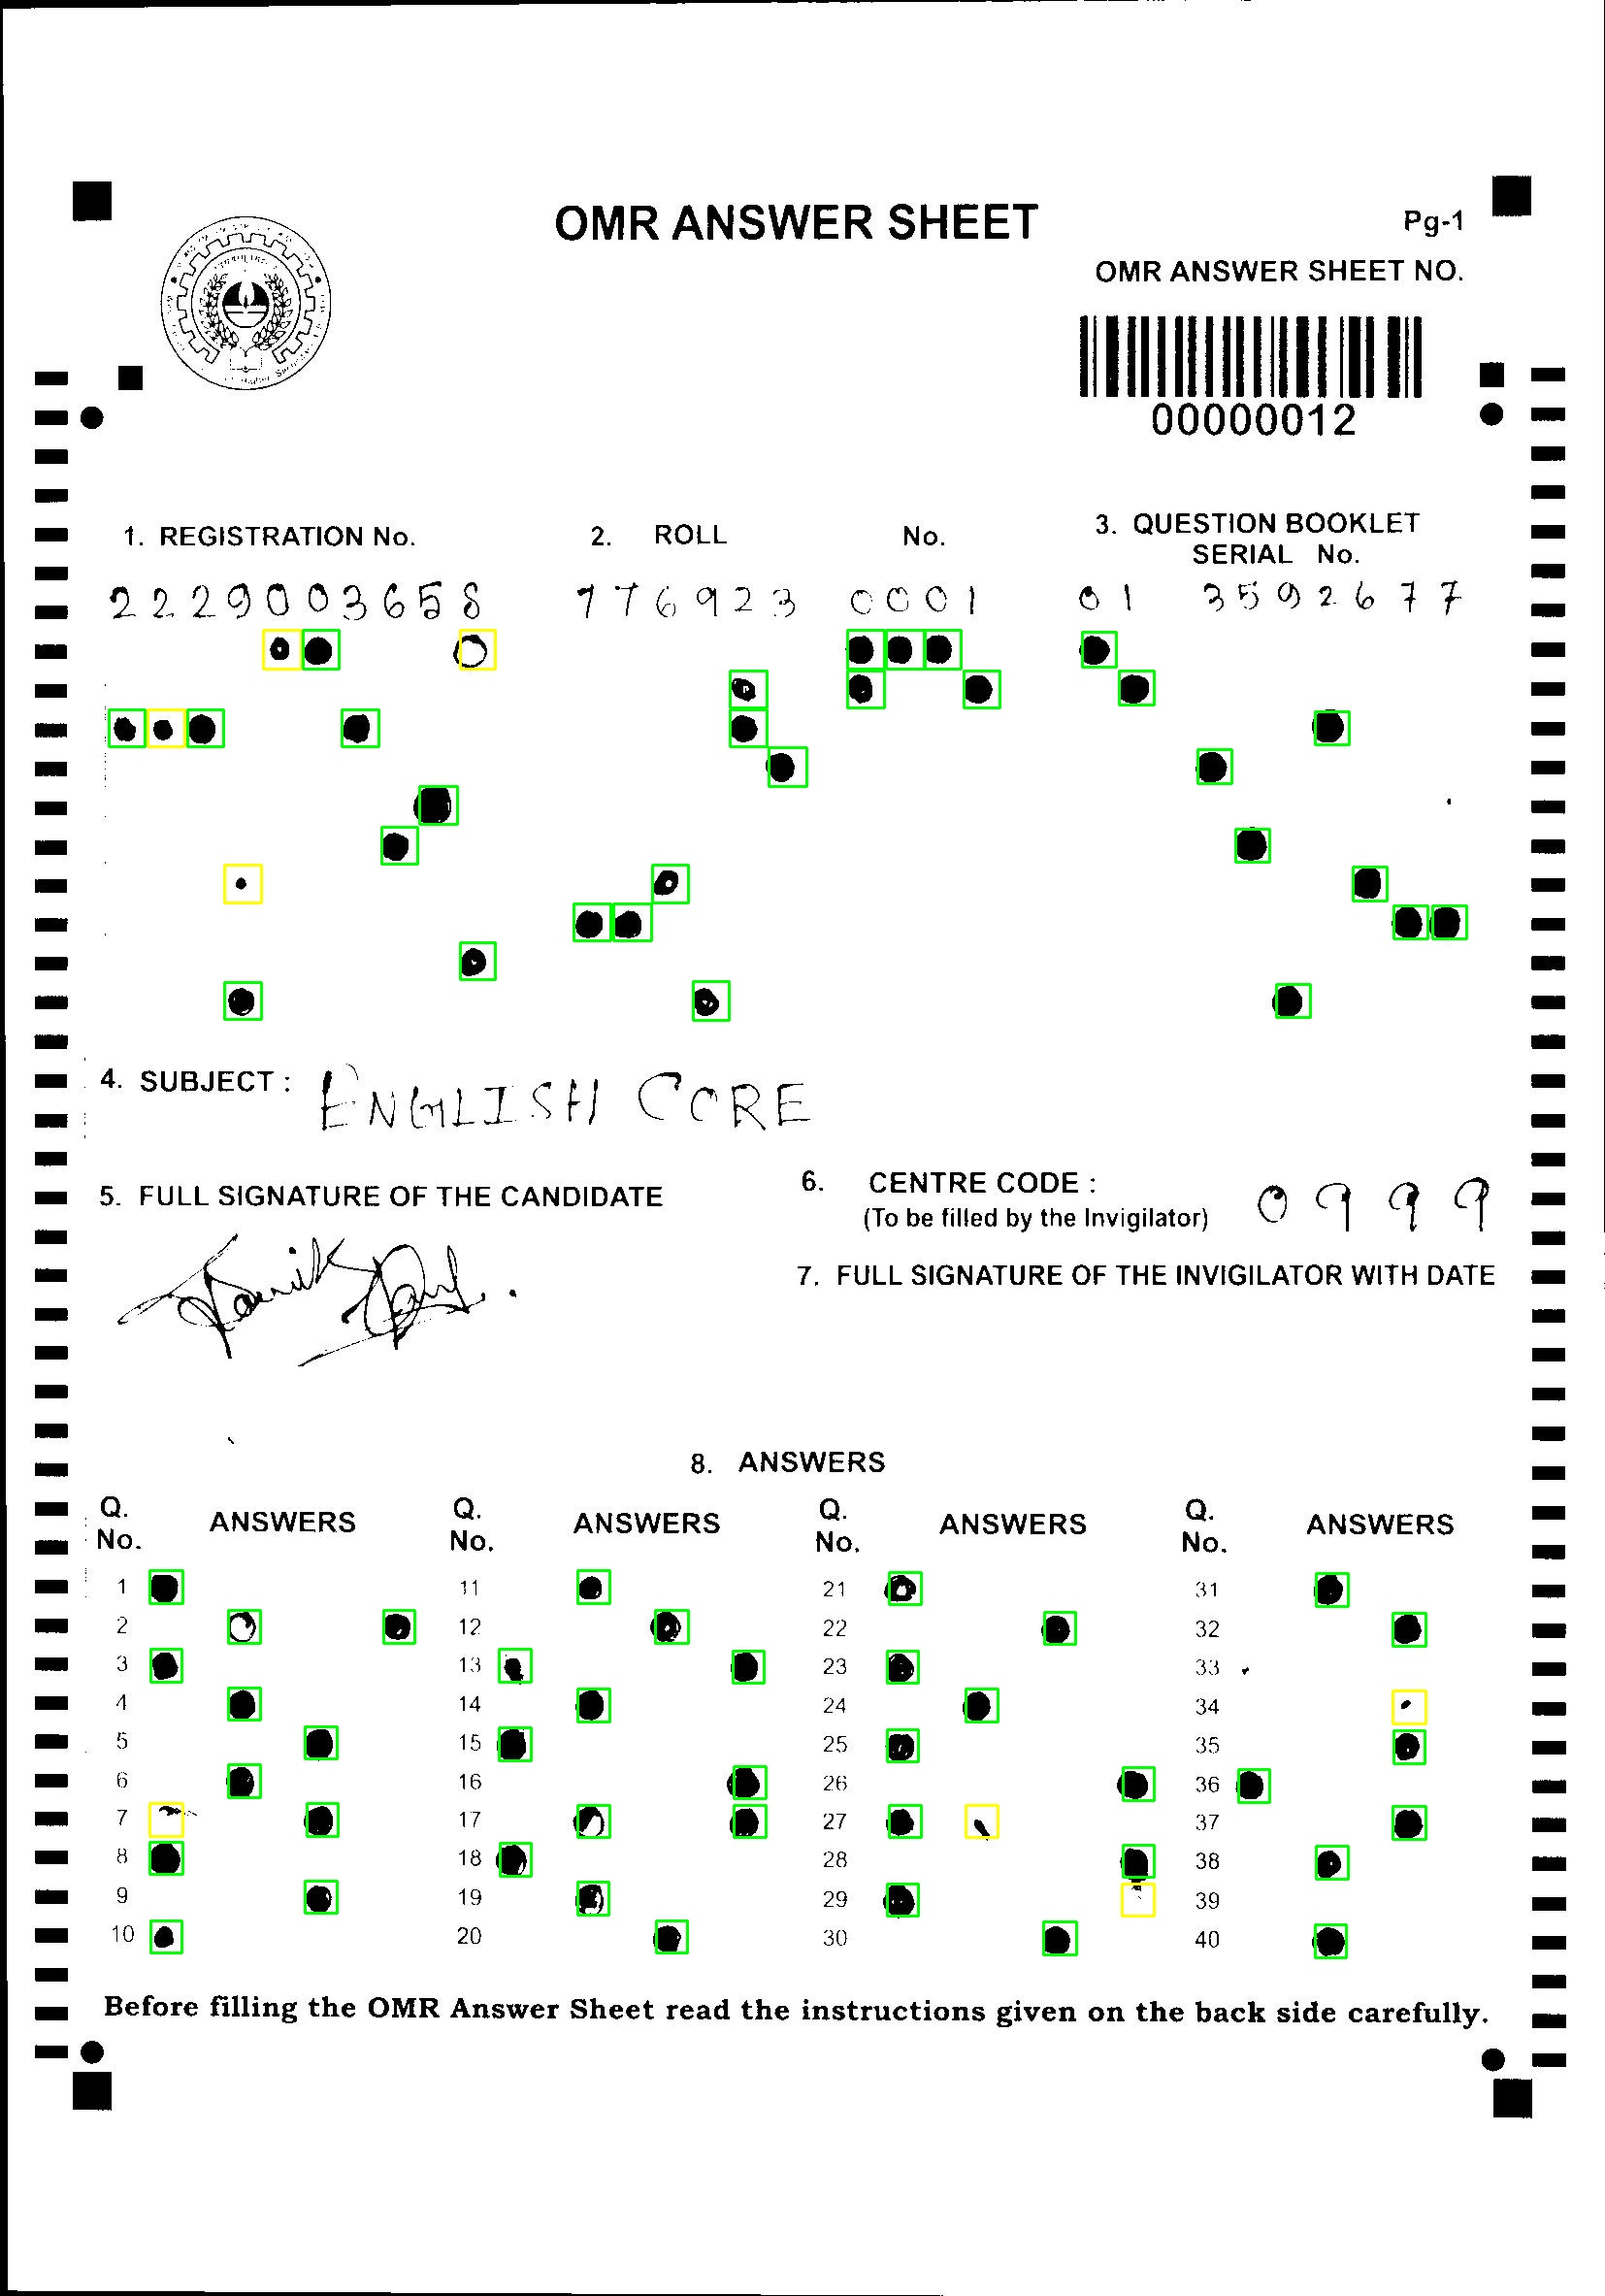 OMR ANSWER SHEET
Pg-1
OMR ANSWER SHEET NO.
00000012
1. REGISTRATION No.
2. ROLL No.
3. QUESTION BOOKLET
SERIAL No.
2229003658
776923 0001
01 3592677
4. SUBJECT : ENGLISH CORE
5. FULL SIGNATURE OF THE CANDIDATE
6. CENTRE CODE : 0999
(To be filled by the Invigilator)
7. FULL SIGNATURE OF THE INVIGILATOR WITH DATE
8. ANSWERS
Q. No. ANSWERS Q. No. ANSWERS Q. No. ANSWERS Q. No. ANSWERS
1 11 21 31
2 12 22 32
3 13 23 33
4 14 24 34
5 15 25 35
6 16 26 36
7 17 27 37
8 18 28 38
9 19 29 39
10 20 30 40
Before filling the OMR Answer Sheet read the instructions given on the back side carefully.